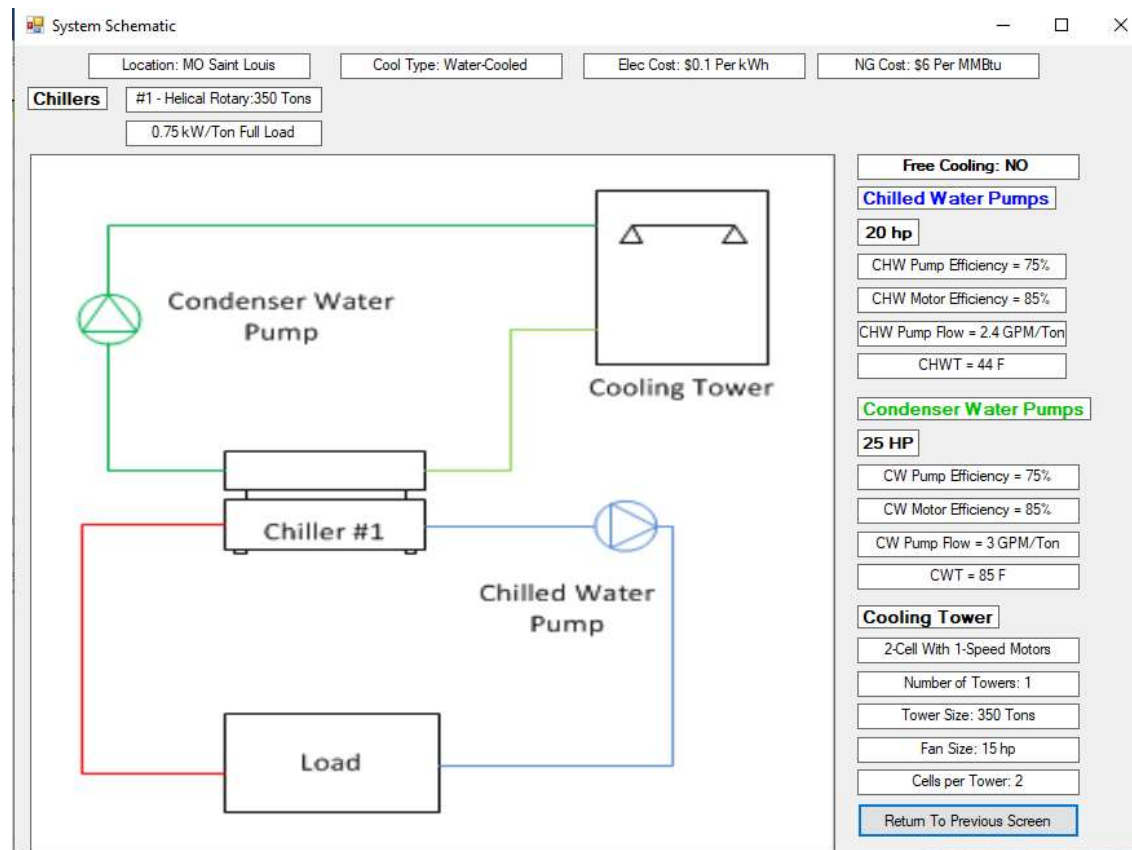 System Schematic
Location: MO Saint Louis
Cool Type: Water-Cooled
Elec Cost: $0.1 Per kWh
NG Cost: $6 Per MMBtu
Chillers
#1 - Helical Rotary:350 Tons
0.75 kW/Ton Full Load
Condenser Water
Pump
Cooling Tower
Chiller #1
Chilled Water
Pump
Load
Free Cooling: NO
Chilled Water Pumps
20 hp
CHW Pump Efficiency = 75%
CHW Motor Efficiency = 85%
CHW Pump Flow = 2.4 GPM/Ton
CHWT = 44 F
Condenser Water Pumps
25 HP
CW Pump Efficiency = 75%
CW Motor Efficiency = 85%
CW Pump Flow = 3 GPM/Ton
CWT = 85 F
Cooling Tower
2-Cell With 1-Speed Motors
Number of Towers: 1
Tower Size: 350 Tons
Fan Size: 15 hp
Cells per Tower: 2
Return To Previous Screen